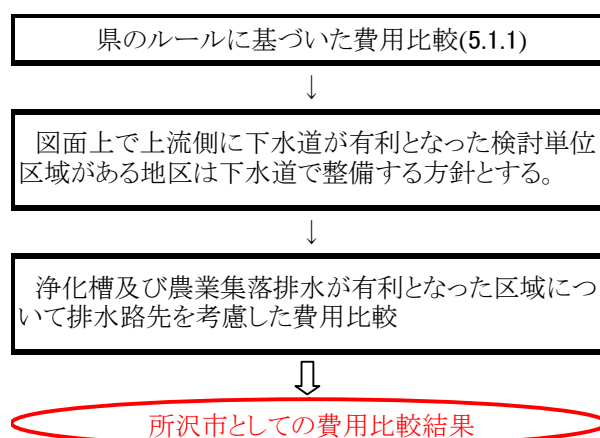 県のルールに基づいた費用比較(5.1.1)
↓
図面上で上流側に下水道が有利となった検討単位
区域がある地区は下水道で整備する方針とする。
↓
浄化槽及び農業集落排水が有利となった区域につ
いて排水路先を考慮した費用比較
⇩
所沢市としての費用比較結果